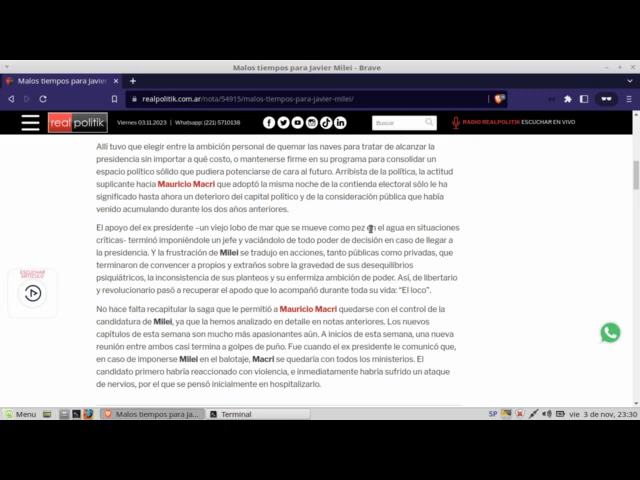 Malos tiempos para Javier Milei - Brave
Malos tiempos para Javier
realpolitik.com.ar/nota/54915/malos-tiempos-para-javier-milei/
realpolitik
Viernes 03.11.2023 | Whatsapp: (221) 5710138
Buscar
RADIO REALPOLITIK ESCUCHAR EN VIVO
Allí tuvo que elegir entre la ambición personal de quemar las naves para tratar de alcanzar la
presidencia sin importar a qué costo, o mantenerse firme en su programa para consolidar un
espacio político sólido que pudiera potenciarse de cara al futuro. Arribista de la política, la actitud
suplicante hacia Mauricio Macri que adoptó la misma noche de la contienda electoral sólo le ha
significado hasta ahora un deterioro del capital político y de la consideración pública que había
venido acumulando durante los dos años anteriores.
El apoyo del ex presidente –un viejo lobo de mar que se mueve como pez en el agua en situaciones
críticas- terminó imponiéndole un jefe y vaciándolo de todo poder de decisión en caso de llegar a
la presidencia. Y la frustración de Milei se tradujo en acciones, tanto públicas como privadas, que
terminaron de convencer a propios y extraños sobre la gravedad de sus desequilibrios
psiquiátricos, la inconsistencia de sus planteos y su enfermiza ambición de poder. Así, de libertario
y revolucionario pasó a recuperar el apodo que lo acompañó durante toda su vida: “El loco”.
ESCUCHAR
ARTÍCULO
No hace falta recapitular la saga que le permitió a Mauricio Macri quedarse con el control de la
candidatura de Milei, ya que la hemos analizado en detalle en notas anteriores. Los nuevos
capítulos de esta semana son mucho más apasionantes aún. A inicios de esta semana, una nueva
reunión entre ambos casi termina a golpes de puño. Fue cuando el ex presidente le comunicó que,
en caso de imponerse Milei en el balotaje, Macri se quedaría con todos los ministerios. El
candidato primero habría reaccionado con violencia, e inmediatamente habría sufrido un ataque
de nervios, por el que se pensó inicialmente en hospitalizarlo.
Menu
Malos tiempos para Ja...
Terminal
SP
vie 3 de nov, 23:30